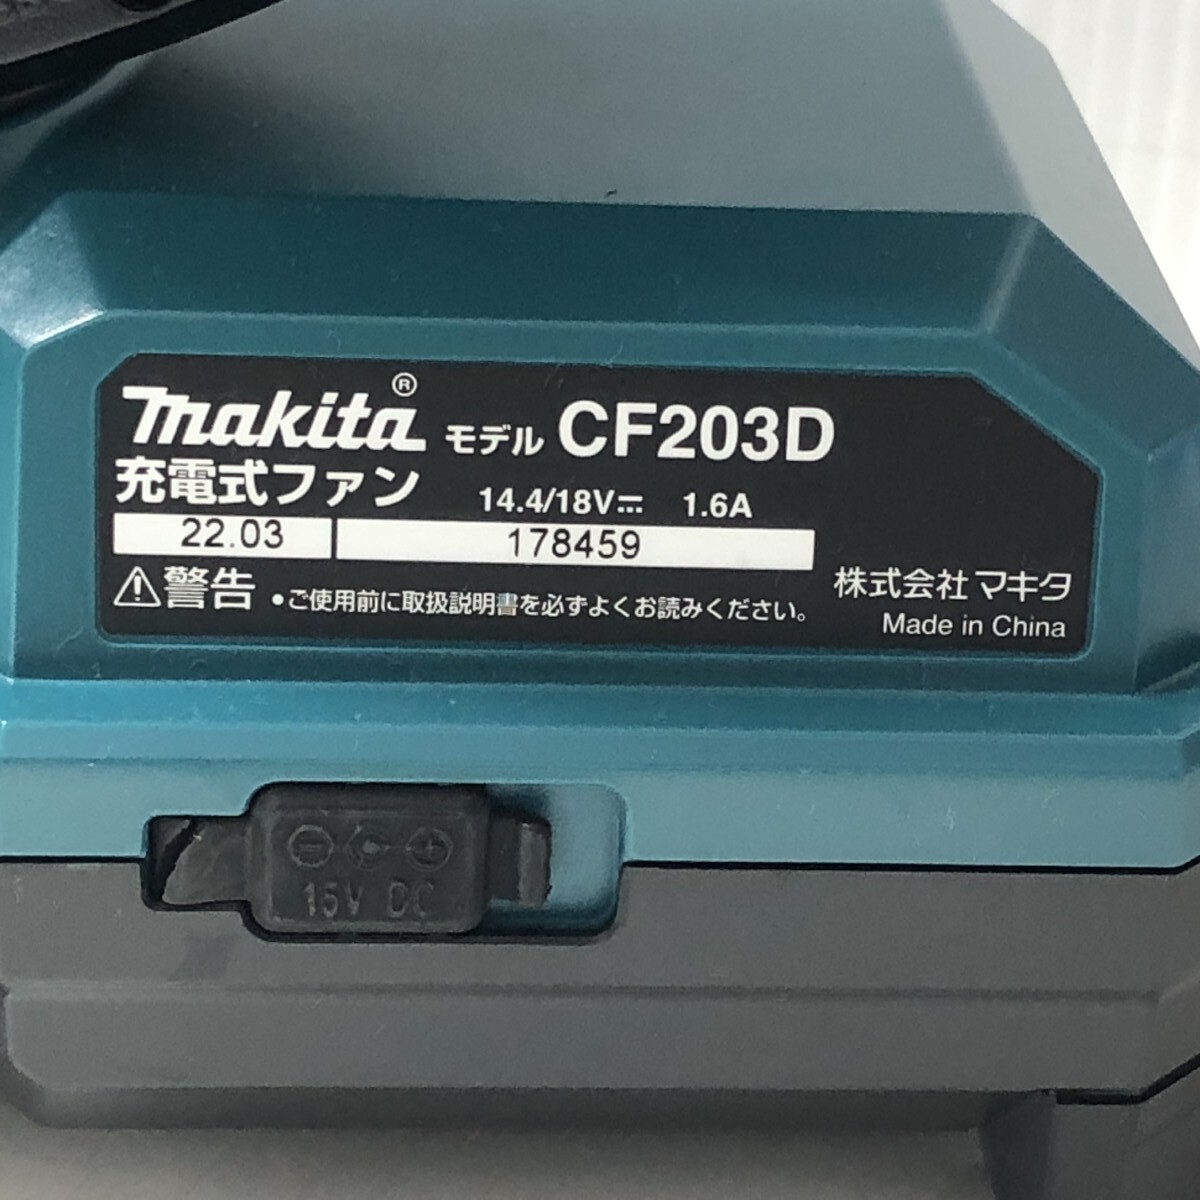 makita® モデル CF203D
充電式ファン 14.4/18V⎓ 1.6A
22.03 178459
⚠警告 •ご使用前に取扱説明書を必ずよくお読みください。
株式会社マキタ
Made in China
15V DC